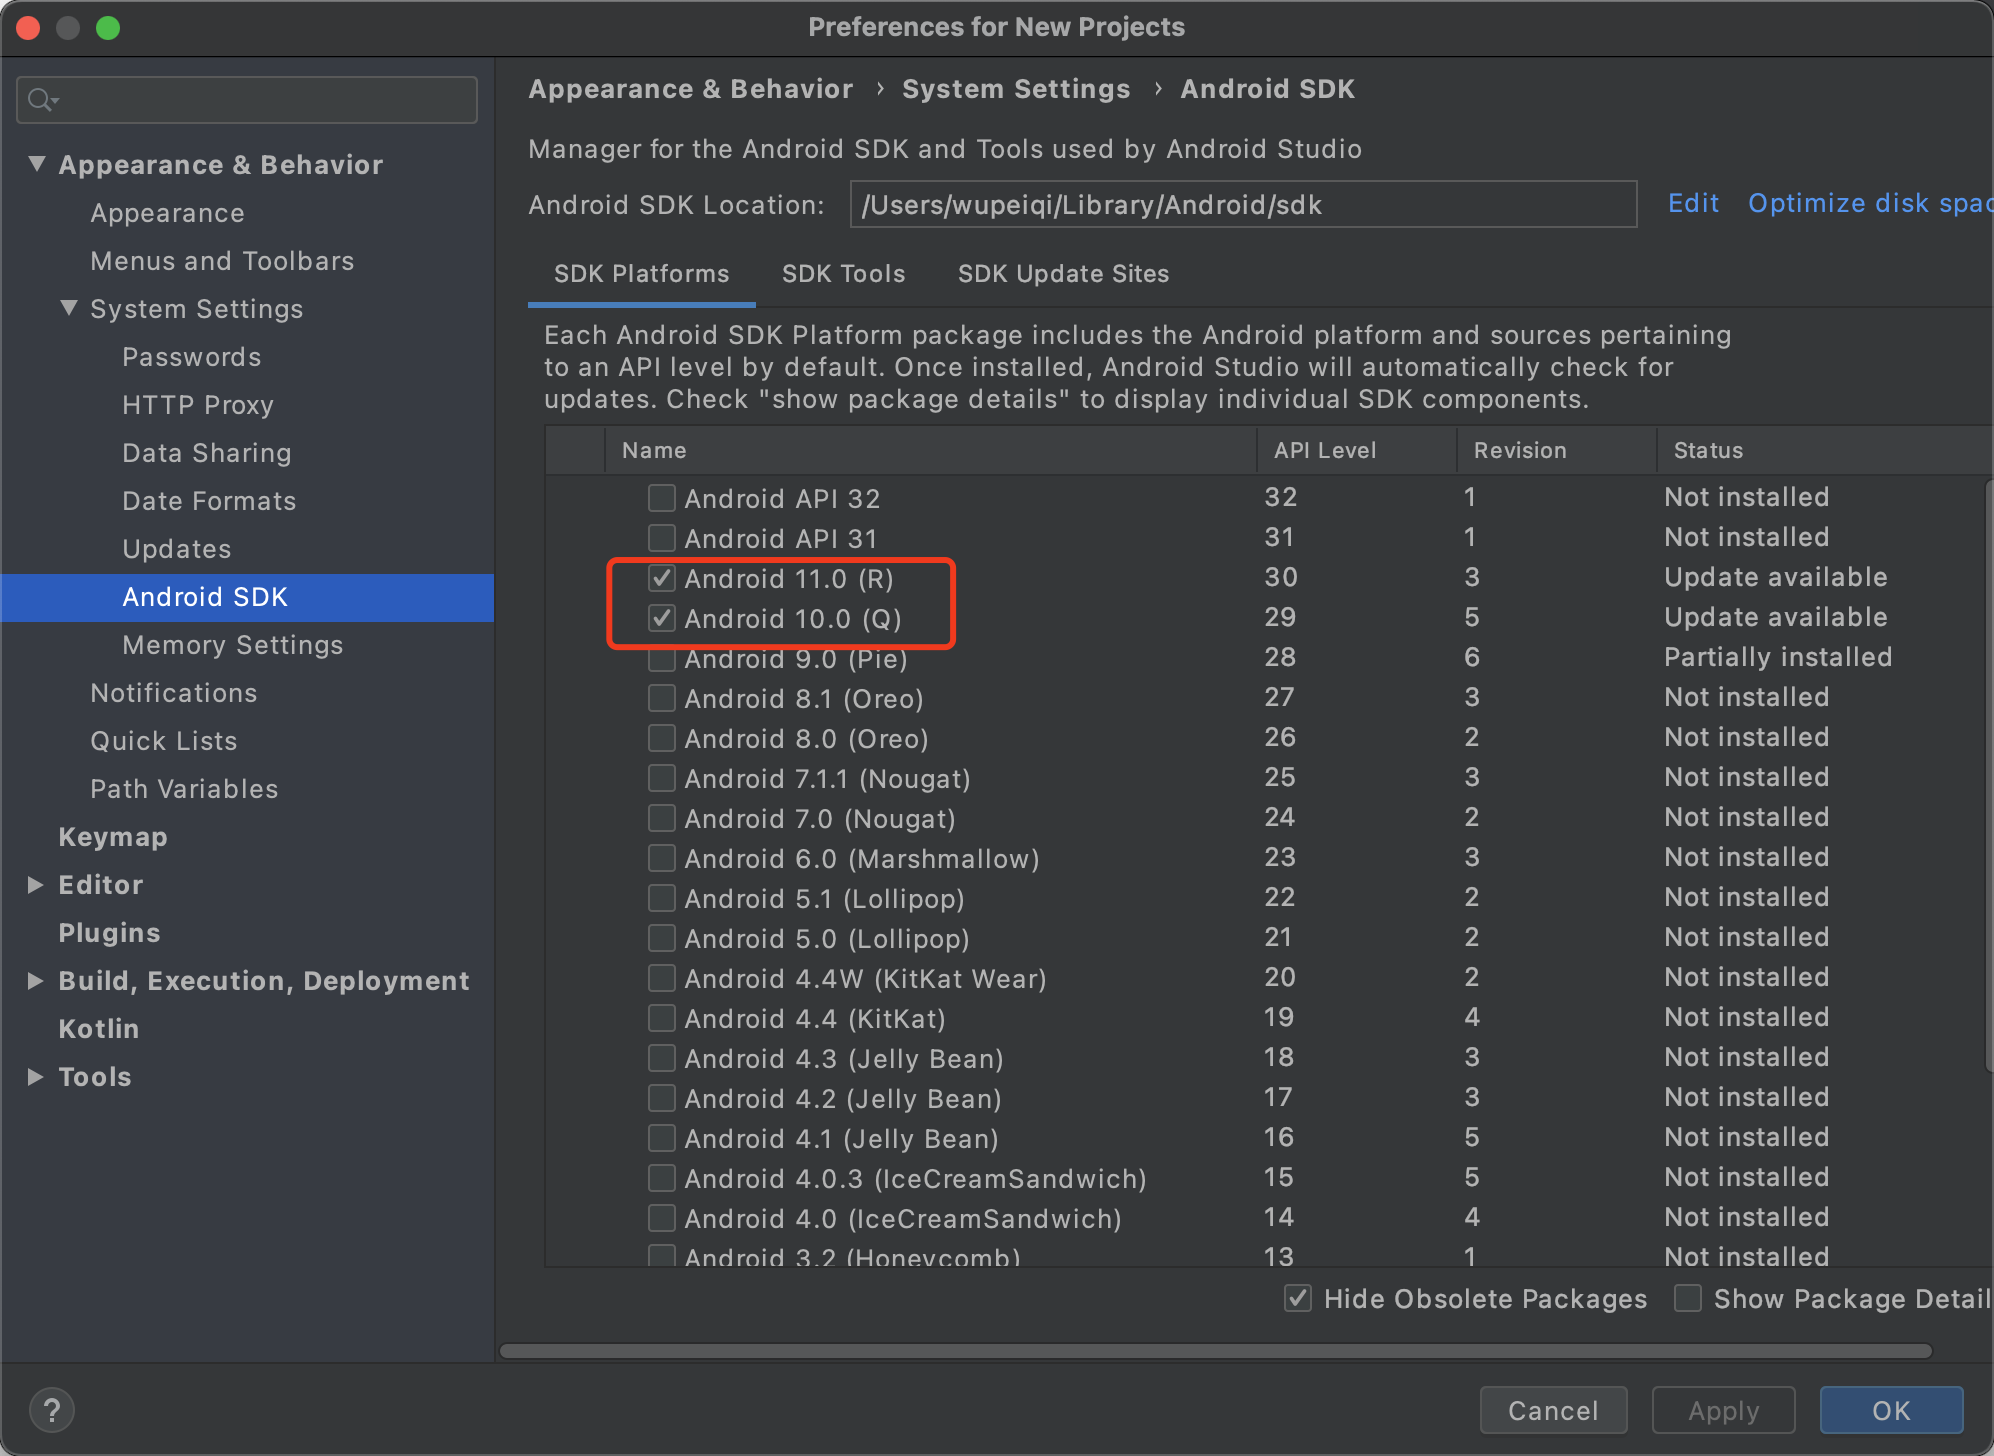 Preferences for New Projects
Appearance & Behavior
Appearance
Menus and Toolbars
System Settings
Passwords
HTTP Proxy
Data Sharing
Date Formats
Updates
Android SDK
Memory Settings
Notifications
Quick Lists
Path Variables
Keymap
Editor
Plugins
Build, Execution, Deployment
Kotlin
Tools
Appearance & Behavior › System Settings › Android SDK
Manager for the Android SDK and Tools used by Android Studio
Android SDK Location: /Users/wupeiqi/Library/Android/sdk Edit Optimize disk spac
SDK Platforms SDK Tools SDK Update Sites
Each Android SDK Platform package includes the Android platform and sources pertaining
to an API level by default. Once installed, Android Studio will automatically check for
updates. Check "show package details" to display individual SDK components.
Name API Level Revision Status
Android API 32 32 1 Not installed
Android API 31 31 1 Not installed
Android 11.0 (R) 30 3 Update available
Android 10.0 (Q) 29 5 Update available
Android 9.0 (Pie) 28 6 Partially installed
Android 8.1 (Oreo) 27 3 Not installed
Android 8.0 (Oreo) 26 2 Not installed
Android 7.1.1 (Nougat) 25 3 Not installed
Android 7.0 (Nougat) 24 2 Not installed
Android 6.0 (Marshmallow) 23 3 Not installed
Android 5.1 (Lollipop) 22 2 Not installed
Android 5.0 (Lollipop) 21 2 Not installed
Android 4.4W (KitKat Wear) 20 2 Not installed
Android 4.4 (KitKat) 19 4 Not installed
Android 4.3 (Jelly Bean) 18 3 Not installed
Android 4.2 (Jelly Bean) 17 3 Not installed
Android 4.1 (Jelly Bean) 16 5 Not installed
Android 4.0.3 (IceCreamSandwich) 15 5 Not installed
Android 4.0 (IceCreamSandwich) 14 4 Not installed
Android 3.2 (Honeycomb) 13 1 Not installed
Hide Obsolete Packages Show Package Detail
? Cancel Apply OK